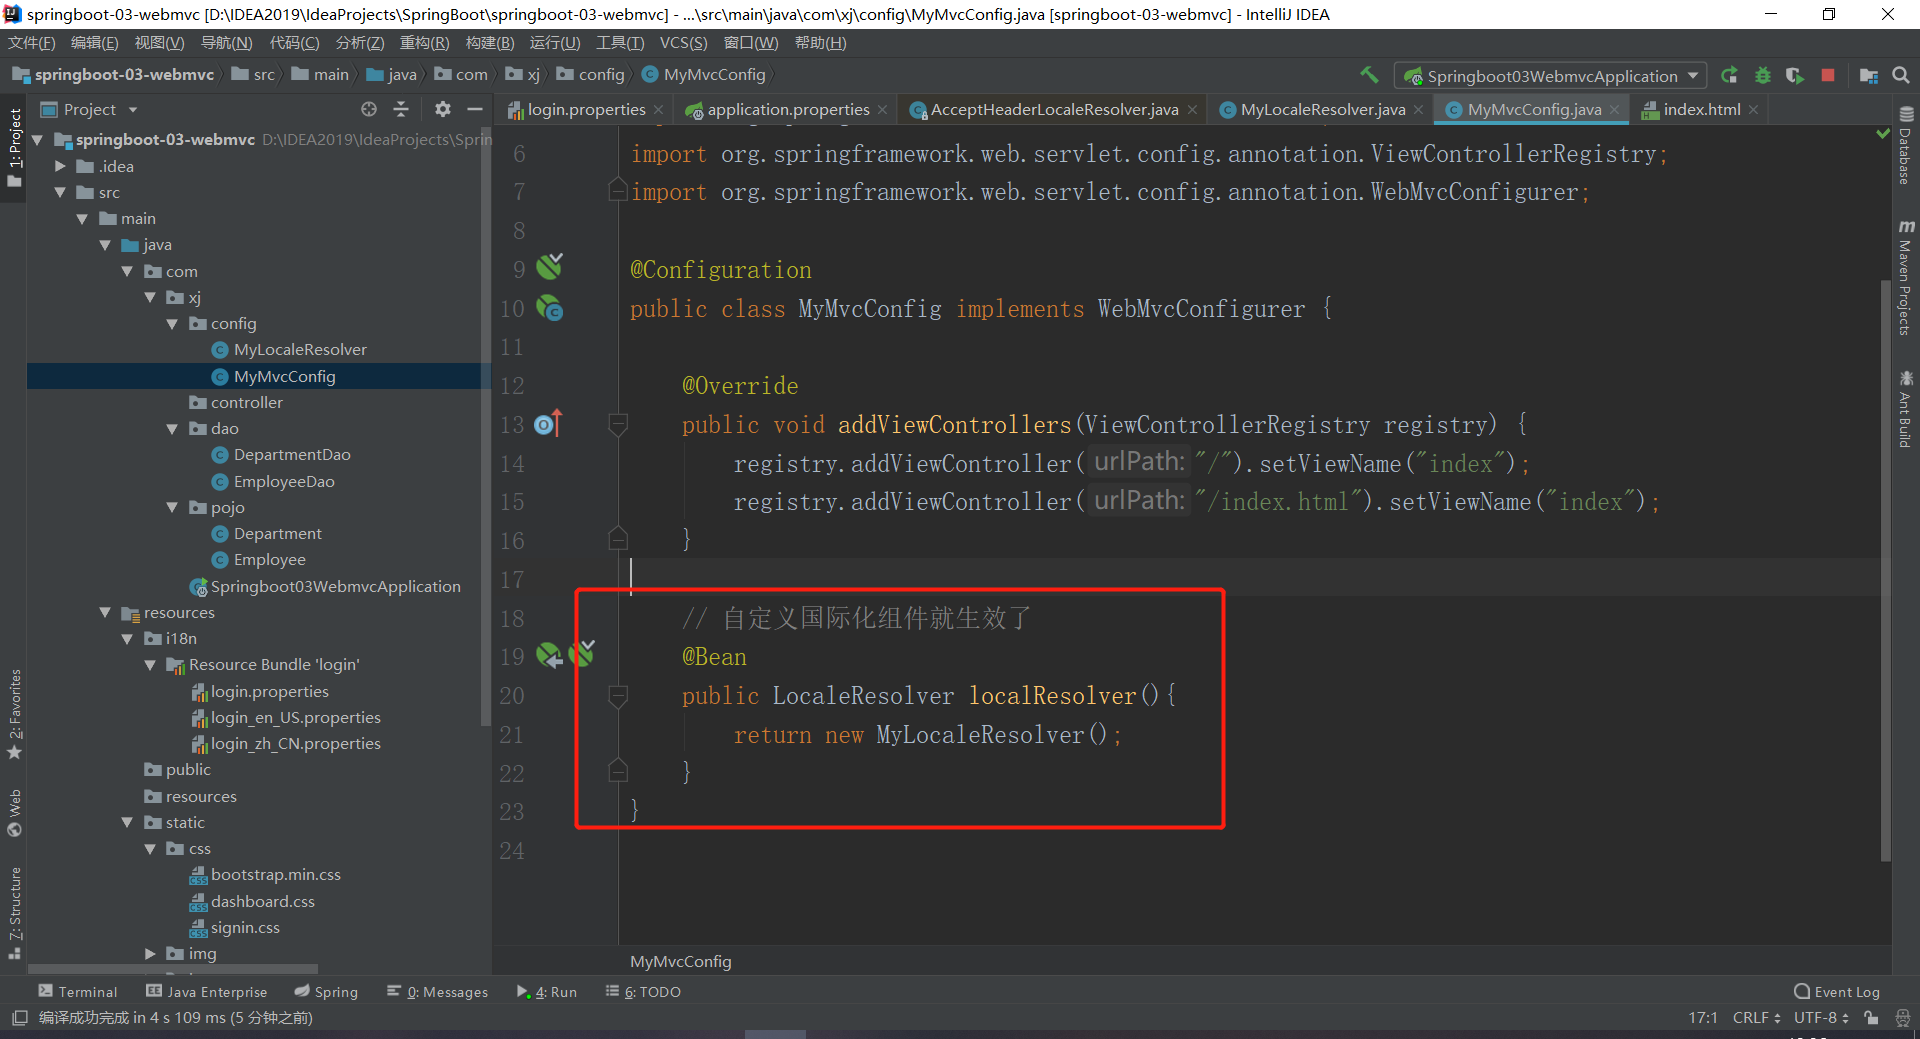 springboot-03-webmvc [D:\IDEA2019\IdeaProjects\SpringBoot\springboot-03-webmvc] - ...\src\main\java\com\xj\config\MyMvcConfig.java [springboot-03-webmvc] - IntelliJ IDEA
文件(F) 编辑(E) 视图(V) 导航(N) 代码(C) 分析(Z) 重构(R) 构建(B) 运行(U) 工具(T) VCS(S) 窗口(W) 帮助(H)
springboot-03-webmvc src main java com xj config MyMvcConfig
Springboot03WebmvcApplication
Project
login.properties application.properties AcceptHeaderLocaleResolver.java MyLocaleResolver.java MyMvcConfig.java index.html
1: Project
2: Favorites
Web
7: Structure
springboot-03-webmvc D:\IDEA2019\IdeaProjects\Sprin
.idea
src
main
java
com
xj
config
MyLocaleResolver
MyMvcConfig
controller
dao
DepartmentDao
EmployeeDao
pojo
Department
Employee
Springboot03WebmvcApplication
resources
i18n
Resource Bundle 'login'
login.properties
login_en_US.properties
login_zh_CN.properties
public
resources
static
css
bootstrap.min.css
dashboard.css
signin.css
img
6 import org.springframework.web.servlet.config.annotation.ViewControllerRegistry;
7 import org.springframework.web.servlet.config.annotation.WebMvcConfigurer;
8
9 @Configuration
10 public class MyMvcConfig implements WebMvcConfigurer {
11
12 @Override
13 public void addViewControllers(ViewControllerRegistry registry) {
14 registry.addViewController( urlPath: "/").setViewName("index");
15 registry.addViewController( urlPath: "/index.html").setViewName("index");
16 }
17
18 // 自定义国际化组件就生效了
19 @Bean
20 public LocaleResolver localResolver(){
21 return new MyLocaleResolver();
22 }
23 }
24
MyMvcConfig
Database
Maven Projects
Ant Build
Terminal Java Enterprise Spring 0: Messages 4: Run 6: TODO Event Log
编译成功完成 in 4 s 109 ms (5 分钟之前) 17:1 CRLF UTF-8